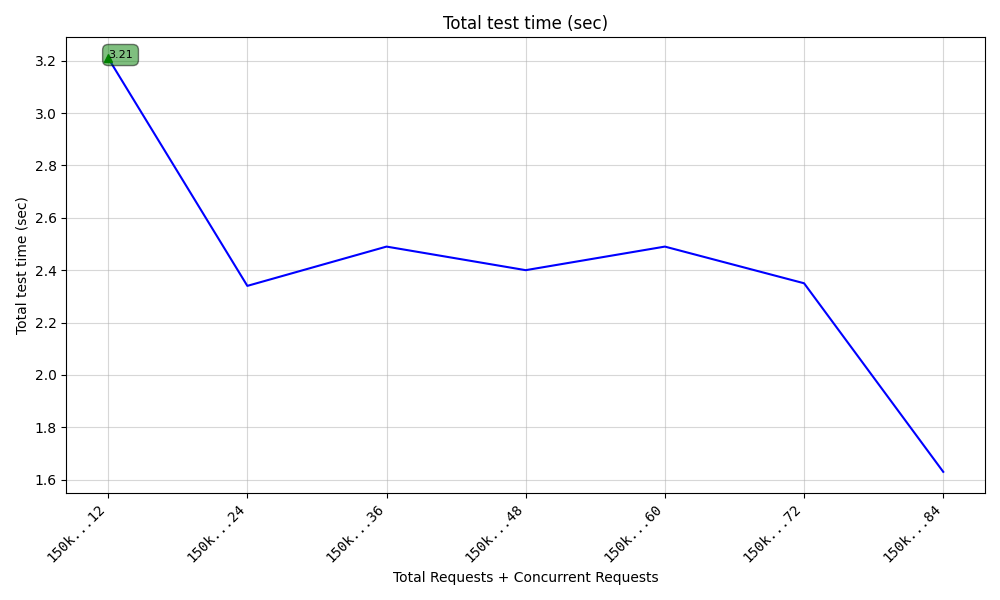 Total test time (sec)
3.21
Total test time (sec)
3.2
3.0
2.8
2.6
2.4
2.2
2.0
1.8
1.6
150k...12
150k...24
150k...36
150k...48
150k...60
150k...72
150k...84
Total Requests + Concurrent Requests